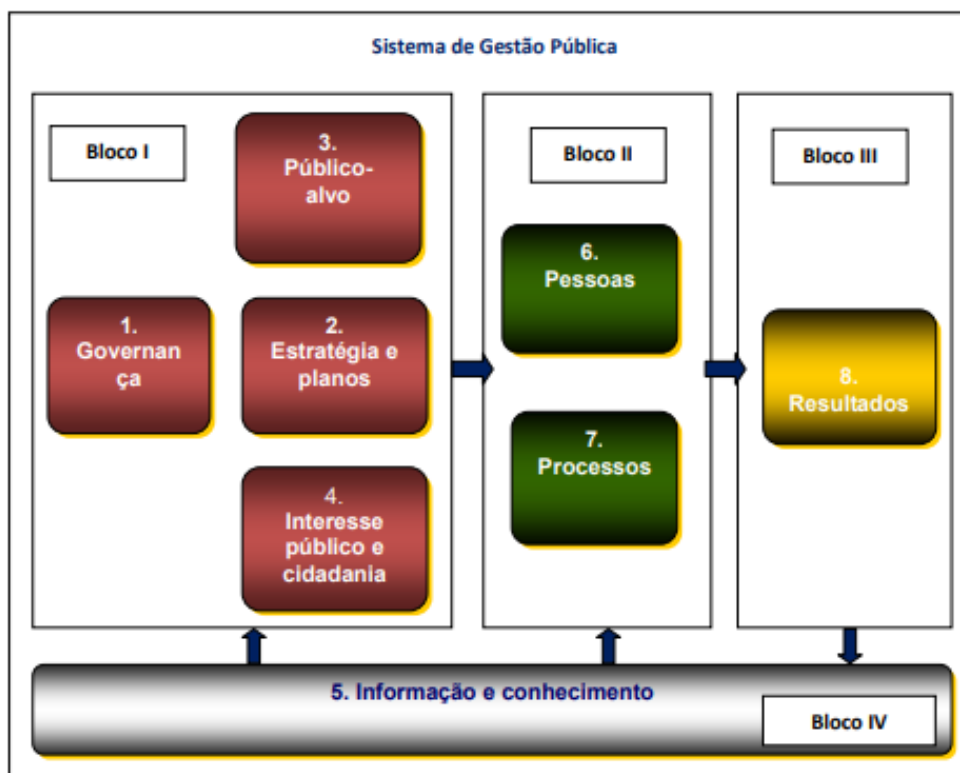 Sistema de Gestão Pública
Bloco I
3.
Público-
alvo
1.
Governan
ça
2.
Estratégia e
planos
4.
Interesse
público e
cidadania
Bloco II
6.
Pessoas
7.
Processos
Bloco III
8.
Resultados
5. Informação e conhecimento
Bloco IV